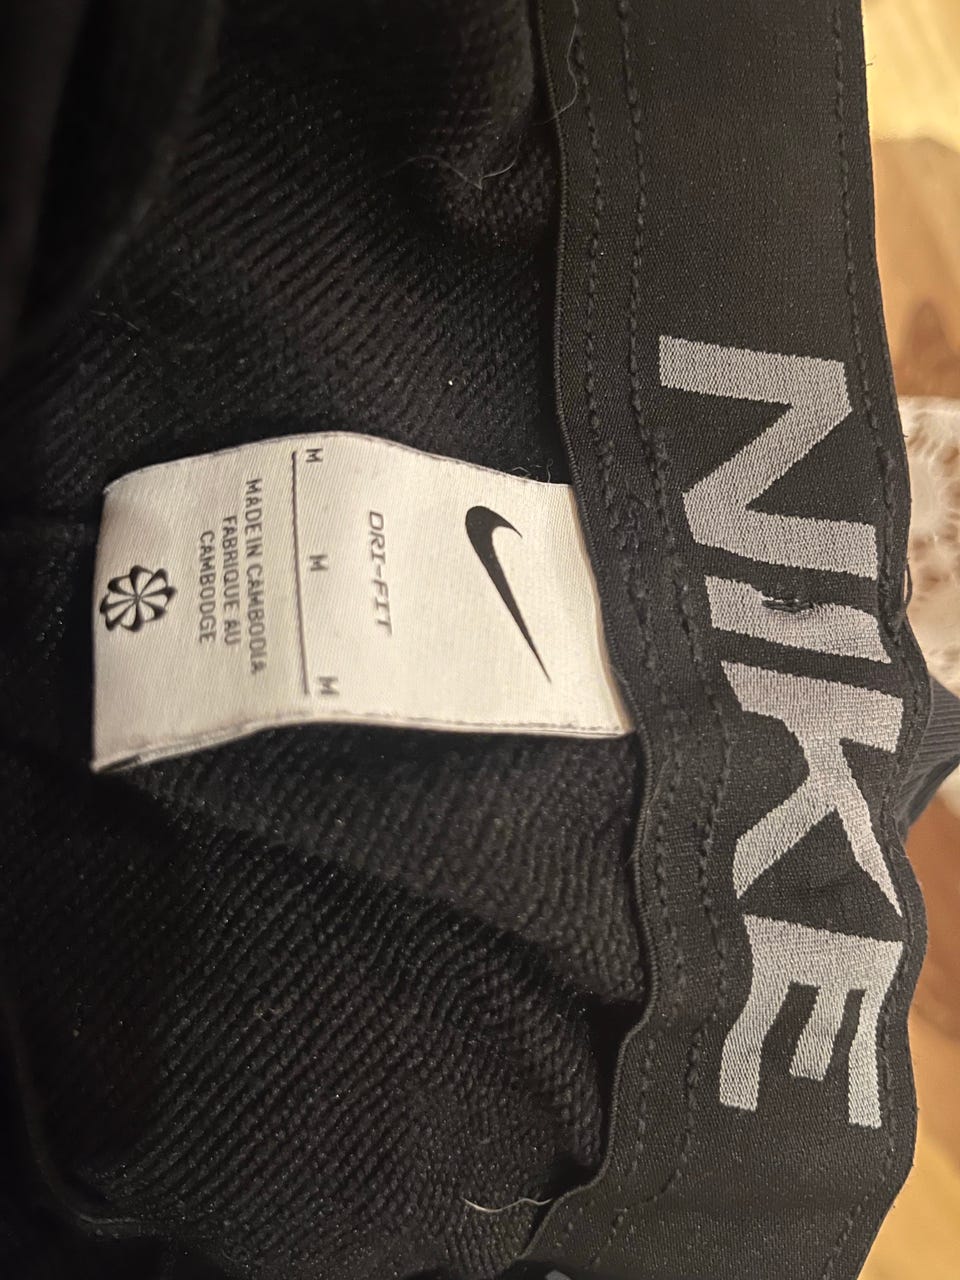 NIKE
DRI-FIT
M M M
MADE IN CAMBODIA
FABRIQUE AU
CAMBODGE